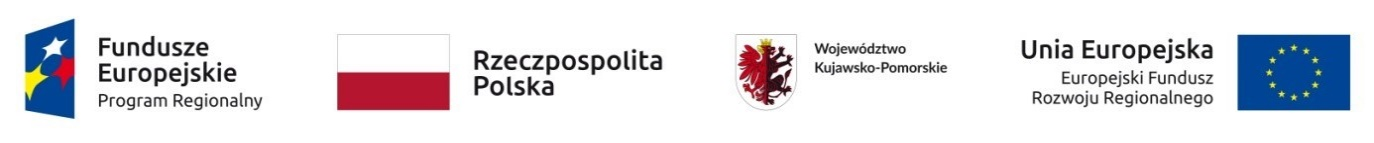 Fundusze
Europejskie
Program Regionalny
Rzeczpospolita
Polska
Województwo
Kujawsko-Pomorskie
Unia Europejska
Europejski Fundusz
Rozwoju Regionalnego